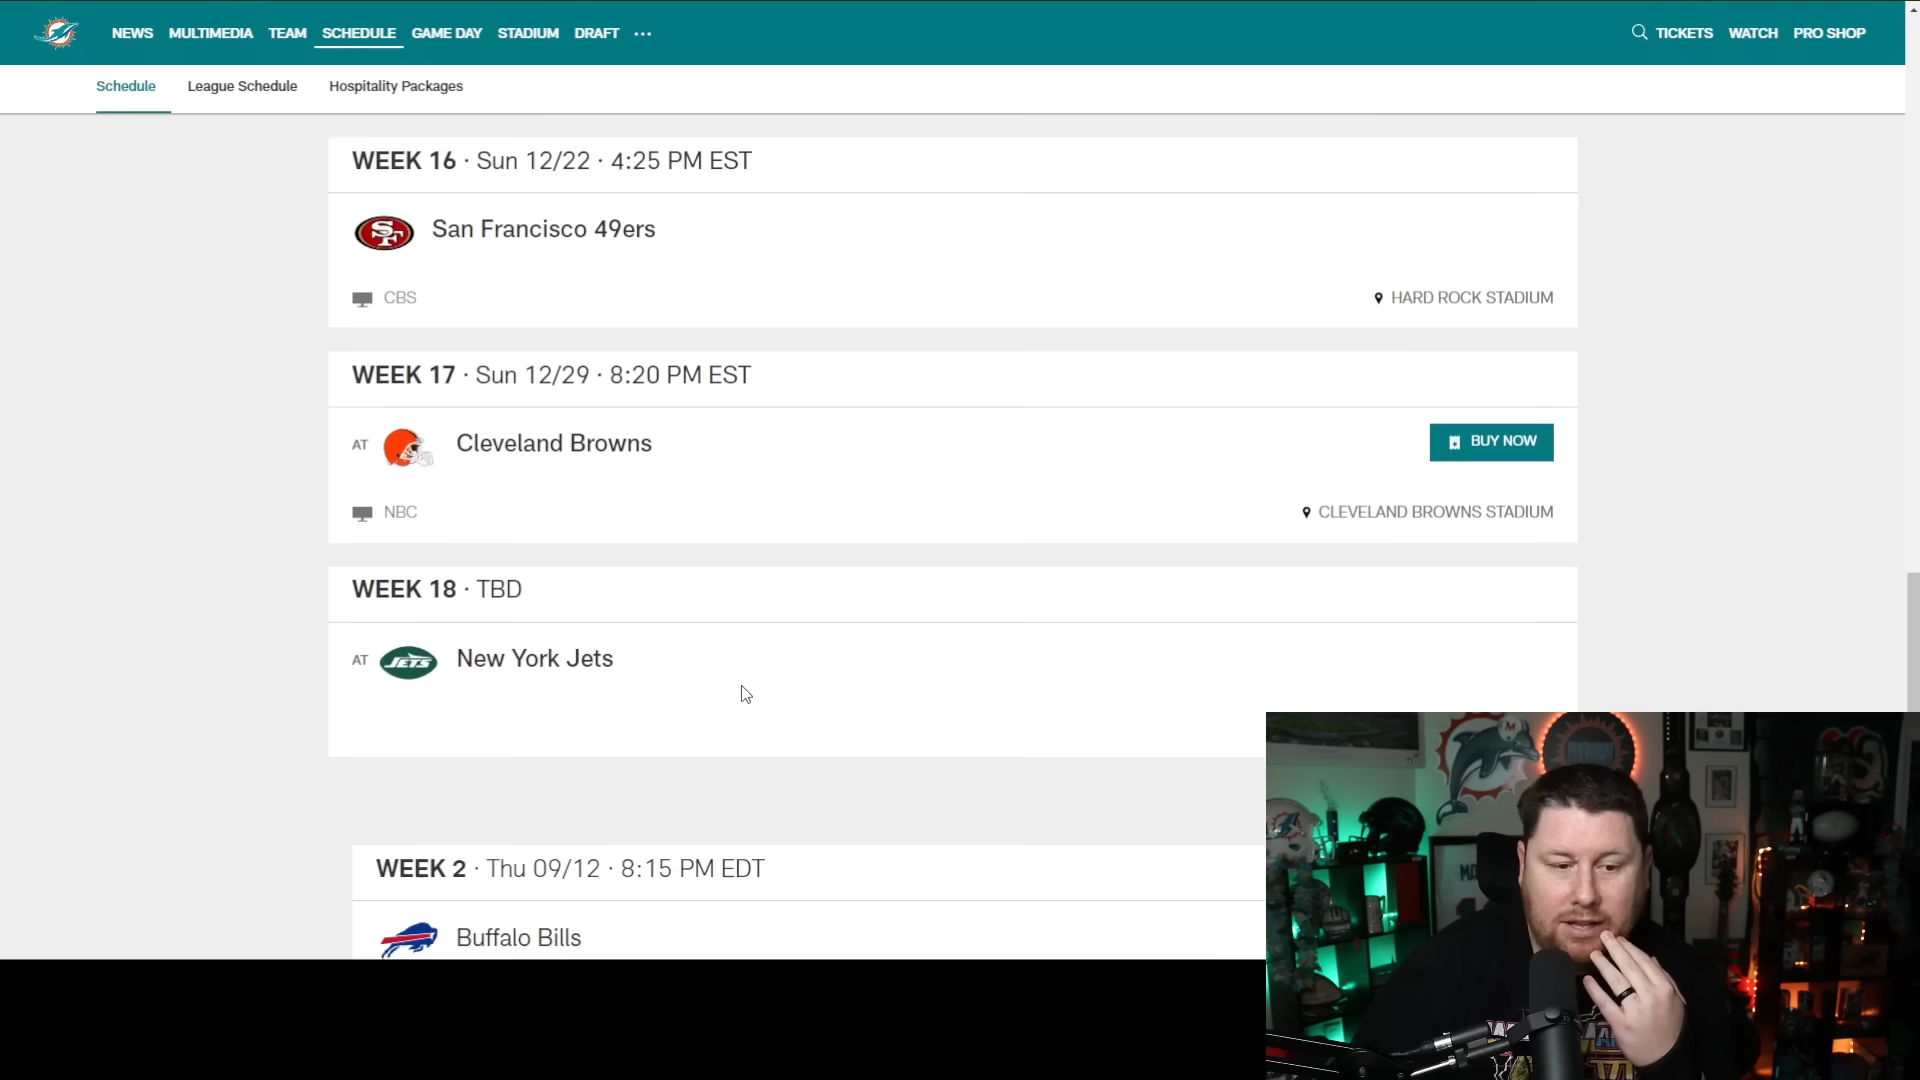 NEWS MULTIMEDIA TEAM SCHEDULE GAME DAY STADIUM DRAFT ··· TICKETS WATCH PRO SHOP
Schedule League Schedule Hospitality Packages
WEEK 16 · Sun 12/22 · 4:25 PM EST
SF San Francisco 49ers
CBS HARD ROCK STADIUM
WEEK 17 · Sun 12/29 · 8:20 PM EST
AT Cleveland Browns BUY NOW
NBC CLEVELAND BROWNS STADIUM
WEEK 18 · TBD
AT JETS New York Jets
WEEK 2 · Thu 09/12 · 8:15 PM EDT
Buffalo Bills